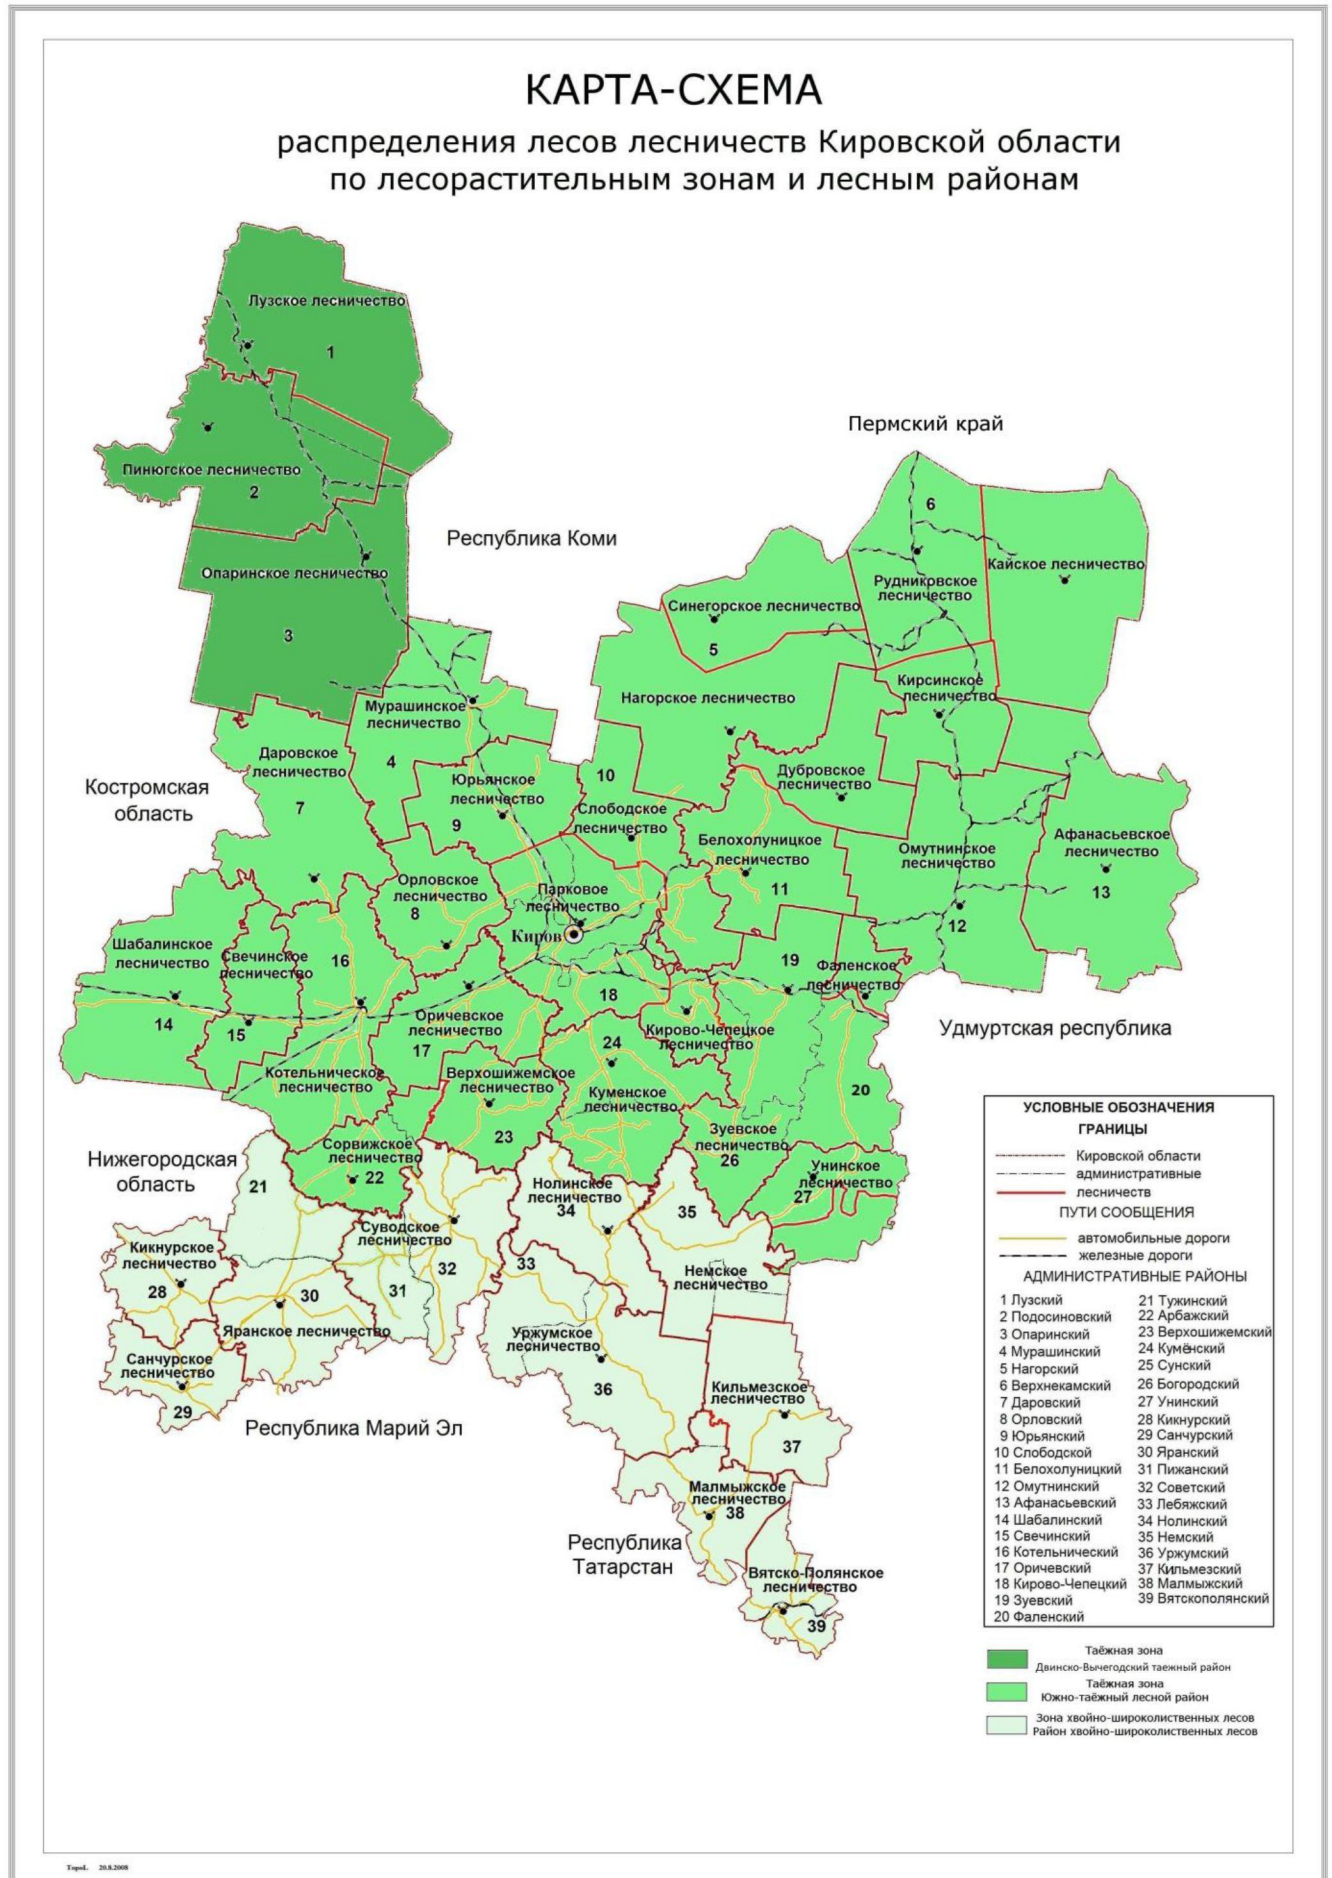 КАРТА-СХЕМА
распределения лесов лесничеств Кировской области
по лесорастительным зонам и лесным районам
Лузское лесничество
1
Пермский край
Пинюгское лесничество
2
6
Республика Коми
Опаринское лесничество
3
Кайское лесничество
Рудниковское
лесничество
Синегорское лесничество
5
Кирсинское
лесничество
Нагорское лесничество
Мурашинское
лесничество
4
Даровское
лесничество
7
Костромская
область
Юрьянское
лесничество
9
10
Слободское
лесничество
Дубровское
лесничество
Белохолуницкое
лесничество
11
Омутнинское
лесничество
12
Афанасьевское
лесничество
13
Орловское
лесничество
8
Парковое
лесничество
Киров
Шабалинское
лесничество
14
Свечинское
лесничество
15
16
19
Фаленское
лесничество
18
Оричевское
лесничество
17
Кирово-Чепецкое
лесничество
Удмуртская республика
24
Котельническое
лесничество
Верхошижемское
лесничество
23
Куменское
лесничество
20
Зуевское
лесничество
26
Сорвижское
лесничество
22
Нижегородская
область
21
Унинское
лесничество
27
Нолинское
лесничество
34
35
Суводское
лесничество
Кикнурское
лесничество
28
33
32
31
30
Немское
лесничество
Яранское лесничество
Уржумское
лесничество
36
Санчурское
лесничество
29
Республика Марий Эл
Кильмезское
лесничество
37
Малмыжское
лесничество
38
Республика
Татарстан
Вятско-Полянское
лесничество
39
УСЛОВНЫЕ ОБОЗНАЧЕНИЯ
ГРАНИЦЫ
Кировской области
административные
лесничеств
ПУТИ СООБЩЕНИЯ
автомобильные дороги
железные дороги
АДМИНИСТРАТИВНЫЕ РАЙОНЫ
1 Лузский
2 Подосиновский
3 Опаринский
4 Мурашинский
5 Нагорский
6 Верхнекамский
7 Даровский
8 Орловский
9 Юрьянский
10 Слободской
11 Белохолуницкий
12 Омутнинский
13 Афанасьевский
14 Шабалинский
15 Свечинский
16 Котельнический
17 Оричевский
18 Кирово-Чепецкий
19 Зуевский
20 Фаленский
21 Тужинский
22 Арбажский
23 Верхошижемский
24 Кумёнский
25 Сунский
26 Богородский
27 Унинский
28 Кикнурский
29 Санчурский
30 Яранский
31 Пижанский
32 Советский
33 Лебяжский
34 Нолинский
35 Немский
36 Уржумский
37 Кильмезский
38 Малмыжский
39 Вятскополянский
Таёжная зона
Двинско-Вычегодский таежный район
Таёжная зона
Южно-таёжный лесной район
Зона хвойно-широколиственных лесов
Район хвойно-широколиственных лесов
TopoL 20.8.2008